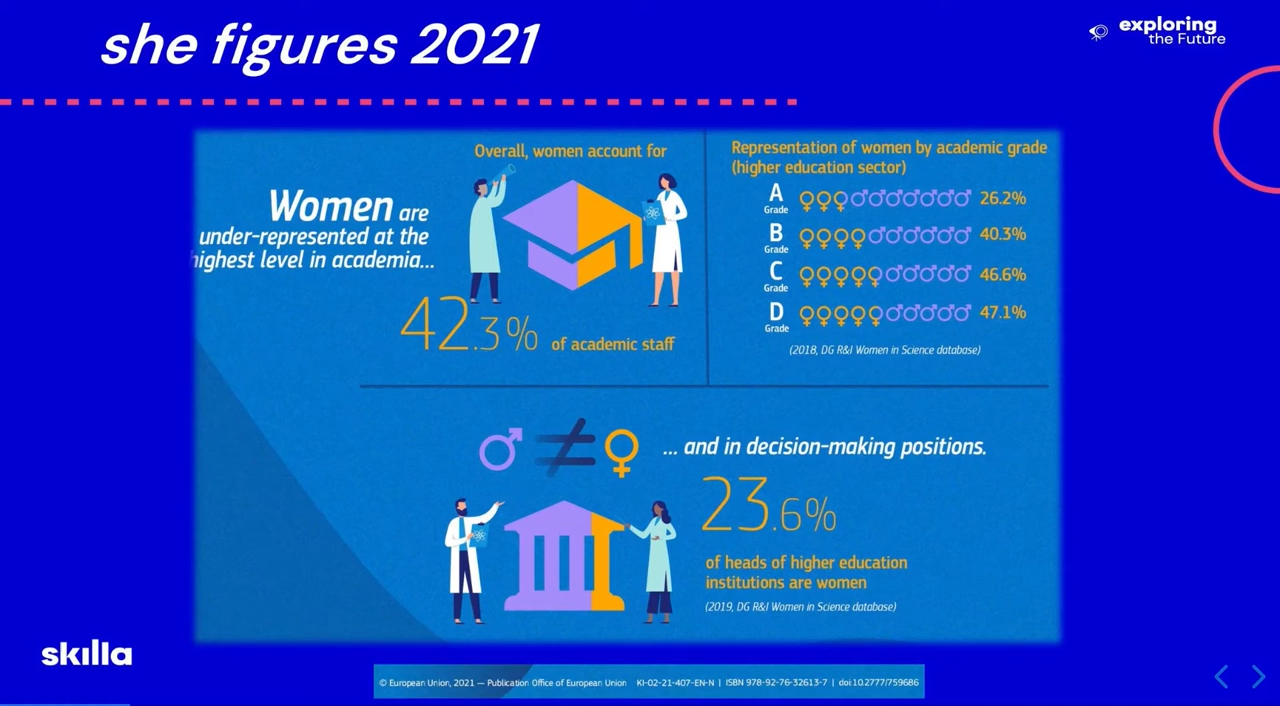 she figures 2021
exploring
the Future
Women are
under-represented at the
highest level in academia...
Overall, women account for
42.3% of academic staff
Representation of women by academic grade
(higher education sector)
A
Grade
26.2%
B
Grade
40.3%
C
Grade
46.6%
D
Grade
47.1%
(2018, DG R&I Women in Science database)
... and in decision-making positions.
23.6%
of heads of higher education
institutions are women
(2019, DG R&I Women in Science database)
skilla
© European Union, 2021 — Publication Office of European Union KI-02-21-407-EN-N | ISBN 978-92-76-32613-7 | doi:10.2777/759686